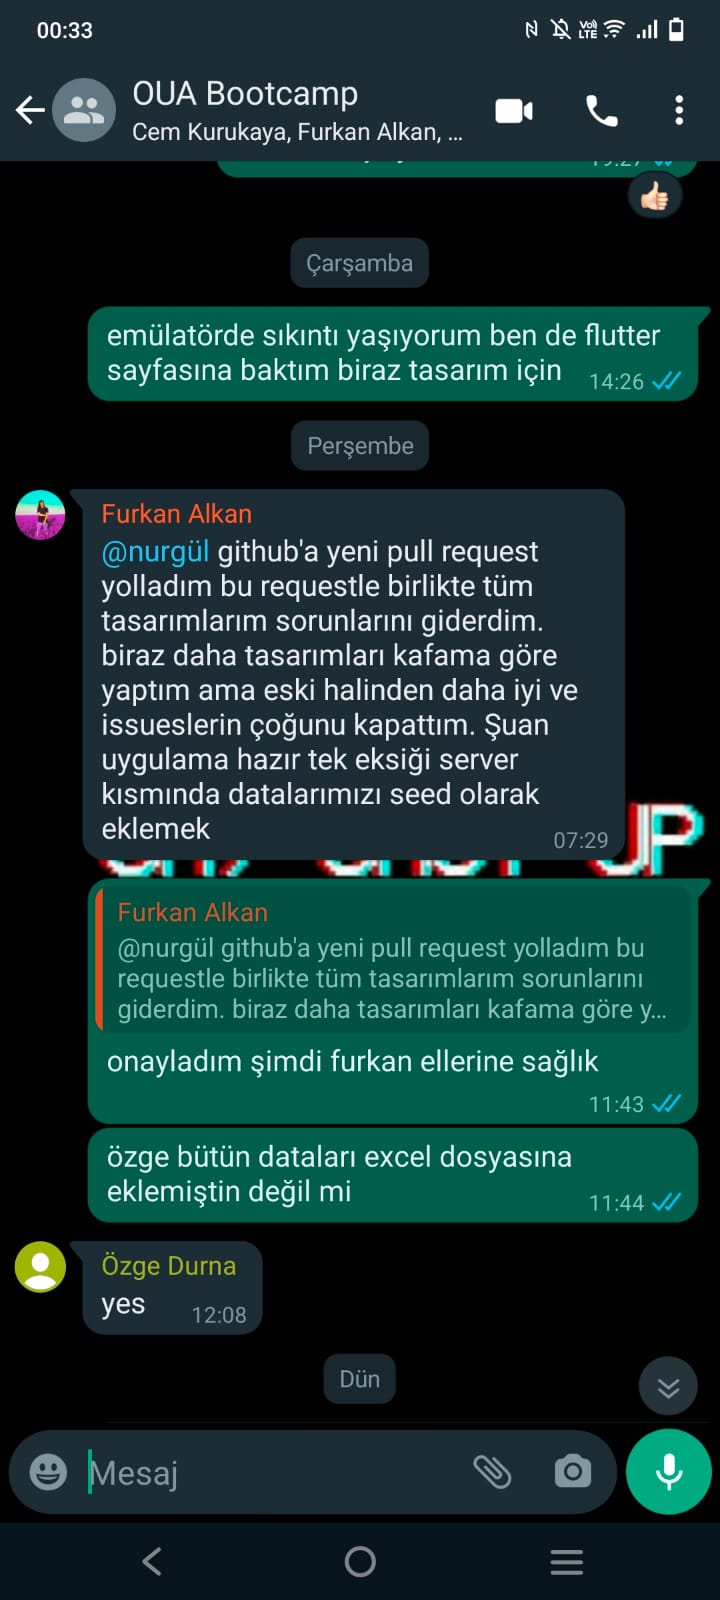 00:33
Vo))
LTE
OUA Bootcamp
Cem Kurukaya, Furkan Alkan, ...
19:27
Çarşamba
emülatörde sıkıntı yaşıyorum ben de flutter
sayfasına baktım biraz tasarım için
14:26
Perşembe
Furkan Alkan
@nurgül github'a yeni pull request
yolladım bu requestle birlikte tüm
tasarımlarım sorunlarını giderdim.
biraz daha tasarımları kafama göre
yaptım ama eski halinden daha iyi ve
issueslerin çoğunu kapattım. Şuan
uygulama hazır tek eksiği server
kısmında datalarımızı seed olarak
eklemek
07:29
UP
Furkan Alkan
@nurgül github'a yeni pull request yolladım bu
requestle birlikte tüm tasarımlarım sorunlarını
giderdim. biraz daha tasarımları kafama göre y...
onayladım şimdi furkan ellerine sağlık
11:43
özge bütün dataları excel dosyasına
eklemiştin değil mi
11:44
Özge Durna
yes
12:08
Dün
Mesaj